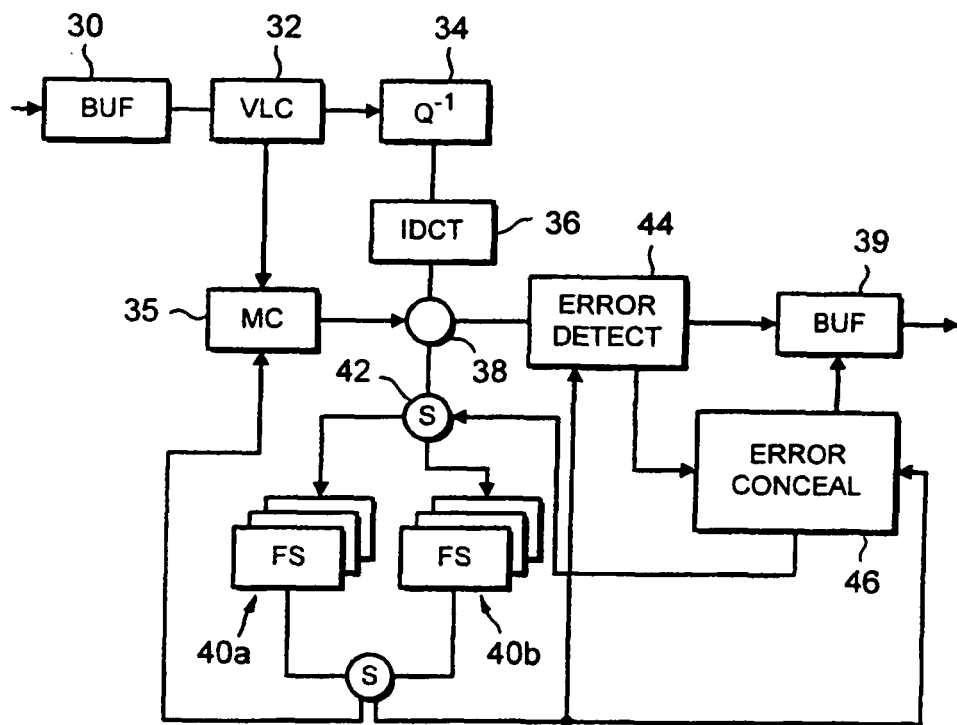 30
32
34
BUF
VLC
Q⁻¹
IDCT
36
44
39
35
MC
ERROR
DETECT
BUF
38
42
S
ERROR
CONCEAL
FS
FS
46
40a
40b
S